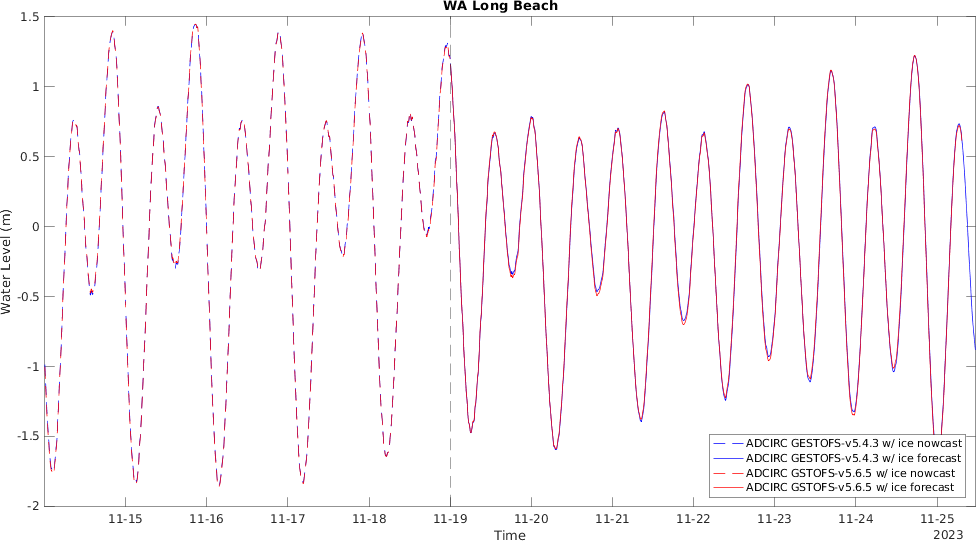 WA Long Beach
1.5
1
0.5
0
-0.5
-1
-1.5
-2
Water Level (m)
11-15 11-16 11-17 11-18 11-19 11-20 11-21 11-22 11-23 11-24 11-25
Time
2023
ADCIRC GESTOFS-v5.4.3 w/ ice nowcast
ADCIRC GESTOFS-v5.4.3 w/ ice forecast
ADCIRC GSTOFS-v5.6.5 w/ ice nowcast
ADCIRC GSTOFS-v5.6.5 w/ ice forecast